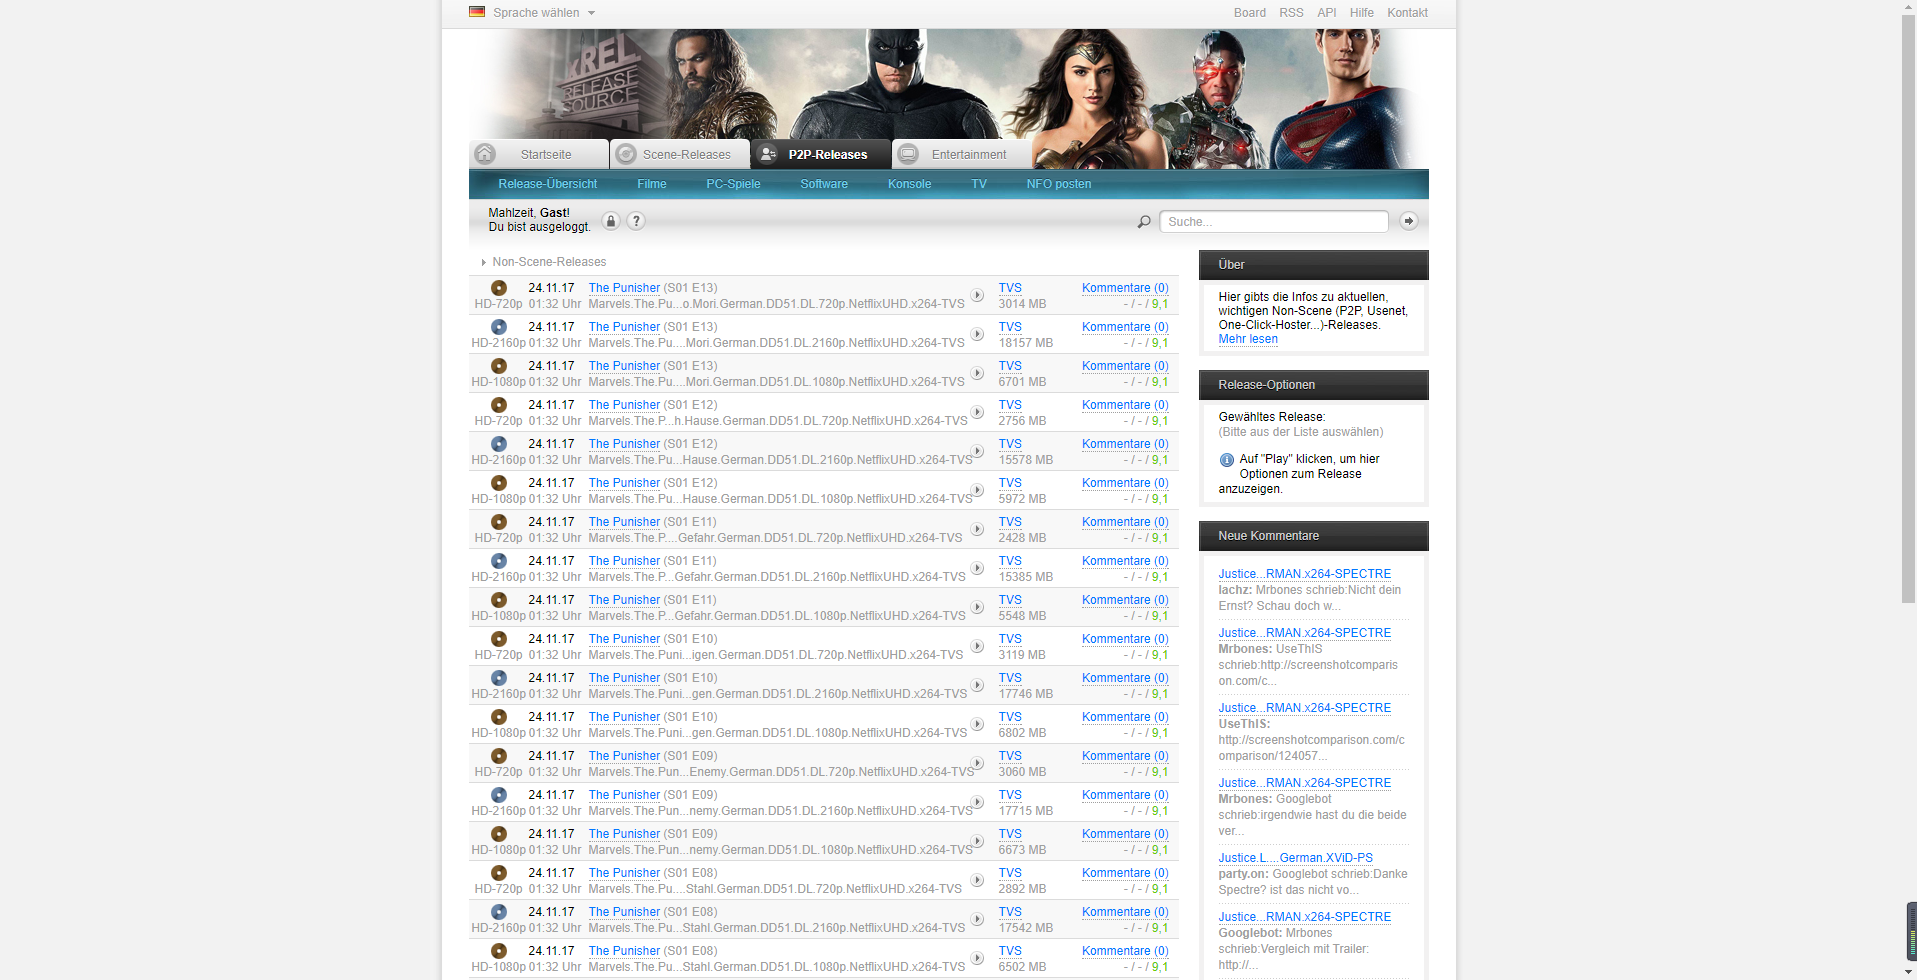 Sprache wählen
Board RSS API Hilfe Kontakt
XREL
RELEASE
SOURCE
Startseite Scene-Releases P2P-Releases Entertainment
Release-Übersicht Filme PC-Spiele Software Konsole TV NFO posten
Mahlzeit, Gast!
Du bist ausgeloggt.
?
Suche...
Non-Scene-Releases
24.11.17 The Punisher (S01 E13) TVS Kommentare (0)
HD-720p 01:32 Uhr Marvels.The.Pu...o.Mori.German.DD51.DL.720p.NetflixUHD.x264-TVS 3014 MB - / - / 9,1
24.11.17 The Punisher (S01 E13) TVS Kommentare (0)
HD-2160p 01:32 Uhr Marvels.The.Pu....Mori.German.DD51.DL.2160p.NetflixUHD.x264-TVS 18157 MB - / - / 9,1
24.11.17 The Punisher (S01 E13) TVS Kommentare (0)
HD-1080p 01:32 Uhr Marvels.The.Pu....Mori.German.DD51.DL.1080p.NetflixUHD.x264-TVS 6701 MB - / - / 9,1
24.11.17 The Punisher (S01 E12) TVS Kommentare (0)
HD-720p 01:32 Uhr Marvels.The.P...h.Hause.German.DD51.DL.720p.NetflixUHD.x264-TVS 2756 MB - / - / 9,1
24.11.17 The Punisher (S01 E12) TVS Kommentare (0)
HD-2160p 01:32 Uhr Marvels.The.Pu...Hause.German.DD51.DL.2160p.NetflixUHD.x264-TVS 15578 MB - / - / 9,1
24.11.17 The Punisher (S01 E12) TVS Kommentare (0)
HD-1080p 01:32 Uhr Marvels.The.Pu...Hause.German.DD51.DL.1080p.NetflixUHD.x264-TVS 5972 MB - / - / 9,1
24.11.17 The Punisher (S01 E11) TVS Kommentare (0)
HD-720p 01:32 Uhr Marvels.The.P....Gefahr.German.DD51.DL.720p.NetflixUHD.x264-TVS 2428 MB - / - / 9,1
24.11.17 The Punisher (S01 E11) TVS Kommentare (0)
HD-2160p 01:32 Uhr Marvels.The.P...Gefahr.German.DD51.DL.2160p.NetflixUHD.x264-TVS 15385 MB - / - / 9,1
24.11.17 The Punisher (S01 E11) TVS Kommentare (0)
HD-1080p 01:32 Uhr Marvels.The.P...Gefahr.German.DD51.DL.1080p.NetflixUHD.x264-TVS 5548 MB - / - / 9,1
24.11.17 The Punisher (S01 E10) TVS Kommentare (0)
HD-720p 01:32 Uhr Marvels.The.Puni...igen.German.DD51.DL.720p.NetflixUHD.x264-TVS 3119 MB - / - / 9,1
24.11.17 The Punisher (S01 E10) TVS Kommentare (0)
HD-2160p 01:32 Uhr Marvels.The.Puni...gen.German.DD51.DL.2160p.NetflixUHD.x264-TVS 17746 MB - / - / 9,1
24.11.17 The Punisher (S01 E10) TVS Kommentare (0)
HD-1080p 01:32 Uhr Marvels.The.Puni...gen.German.DD51.DL.1080p.NetflixUHD.x264-TVS 6802 MB - / - / 9,1
24.11.17 The Punisher (S01 E09) TVS Kommentare (0)
HD-720p 01:32 Uhr Marvels.The.Pun...Enemy.German.DD51.DL.720p.NetflixUHD.x264-TVS 3060 MB - / - / 9,1
24.11.17 The Punisher (S01 E09) TVS Kommentare (0)
HD-2160p 01:32 Uhr Marvels.The.Pun...nemy.German.DD51.DL.2160p.NetflixUHD.x264-TVS 17715 MB - / - / 9,1
24.11.17 The Punisher (S01 E09) TVS Kommentare (0)
HD-1080p 01:32 Uhr Marvels.The.Pun...nemy.German.DD51.DL.1080p.NetflixUHD.x264-TVS 6673 MB - / - / 9,1
24.11.17 The Punisher (S01 E08) TVS Kommentare (0)
HD-720p 01:32 Uhr Marvels.The.Pu....Stahl.German.DD51.DL.720p.NetflixUHD.x264-TVS 2892 MB - / - / 9,1
24.11.17 The Punisher (S01 E08) TVS Kommentare (0)
HD-2160p 01:32 Uhr Marvels.The.Pu...Stahl.German.DD51.DL.2160p.NetflixUHD.x264-TVS 17542 MB - / - / 9,1
24.11.17 The Punisher (S01 E08) TVS Kommentare (0)
HD-1080p 01:32 Uhr Marvels.The.Pu...Stahl.German.DD51.DL.1080p.NetflixUHD.x264-TVS 6502 MB - / - / 9,1
Über
Hier gibts die Infos zu aktuellen,
wichtigen Non-Scene (P2P, Usenet,
One-Click-Hoster...)-Releases.
Mehr lesen
Release-Optionen
Gewähltes Release:
(Bitte aus der Liste auswählen)
Auf "Play" klicken, um hier
Optionen zum Release
anzuzeigen.
Neue Kommentare
Justice...RMAN.x264-SPECTRE
lachz: Mrbones schrieb:Nicht dein
Ernst? Schau doch w...
Justice...RMAN.x264-SPECTRE
Mrbones: UseThIS
schrieb:http://screenshotcomparis
on.com/c...
Justice...RMAN.x264-SPECTRE
UseThIS:
http://screenshotcomparison.com/c
omparison/124057...
Justice...RMAN.x264-SPECTRE
Mrbones: Googlebot
schrieb:irgendwie hast du die beide
ver...
Justice.L....German.XViD-PS
party.on: Googlebot schrieb:Danke
Spectre? ist das nicht vo...
Justice...RMAN.x264-SPECTRE
Googlebot: Mrbones
schrieb:Vergleich mit Trailer:
http://...